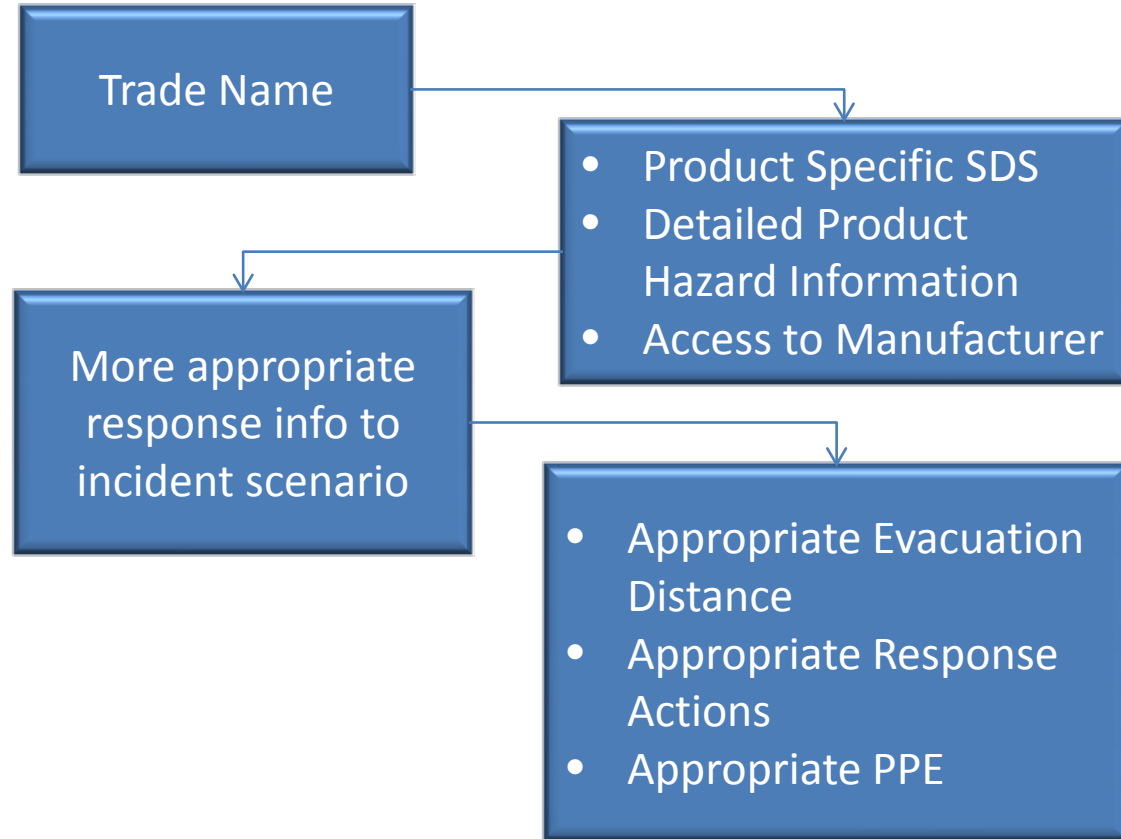 Trade Name
• Product Specific SDS
• Detailed Product
Hazard Information
• Access to Manufacturer
More appropriate
response info to
incident scenario
• Appropriate Evacuation
Distance
• Appropriate Response
Actions
• Appropriate PPE